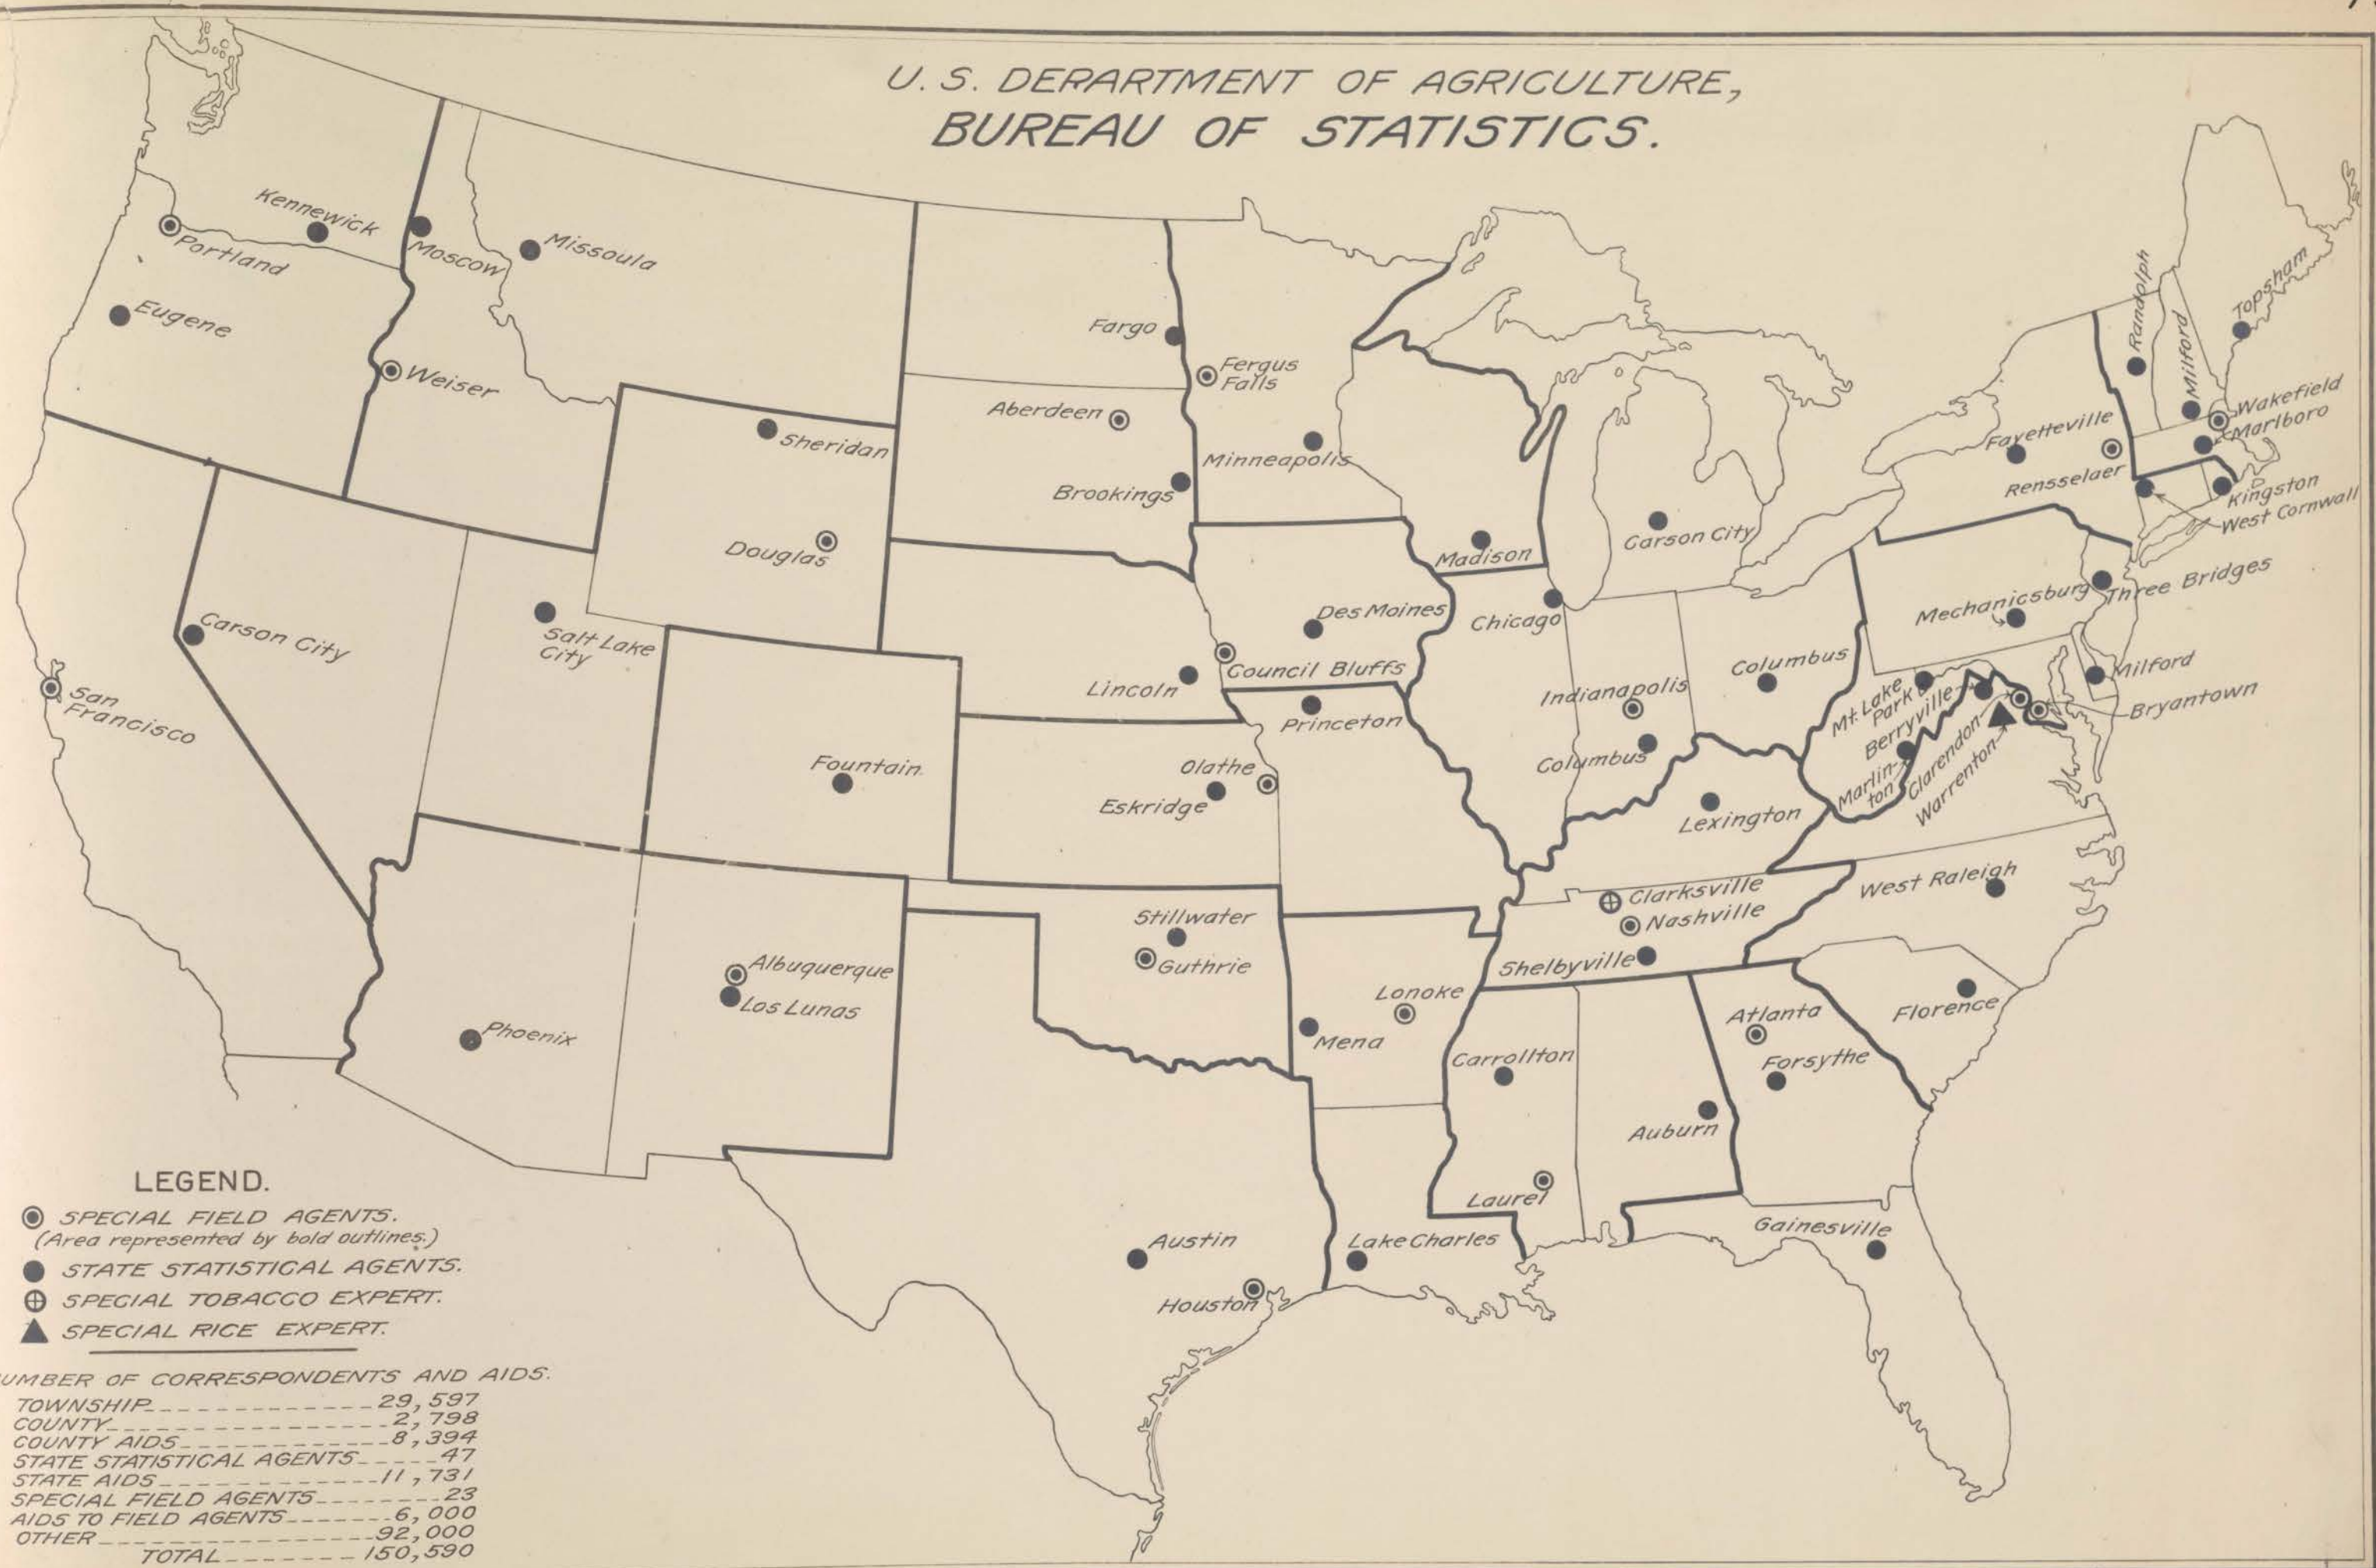 U. S. DEPARTMENT OF AGRICULTURE,
BUREAU OF STATISTICS.
Kennewick
Portland
Moscow
Missoula
Eugene
Weiser
Fargo
Fergus
Falls
Aberdeen
Sheridan
Minneapolis
Brookings
Douglas
Randolph
Milford
Topsham
Wakefield
Marlboro
Fayetteville
Rensselaer
Kingston
West Cornwall
Madison
Carson City
Three Bridges
Mechanicsburg
Carson City
Salt Lake
City
Des Moines
Chicago
Council Bluffs
Lincoln
Columbus
Indianapolis
Milford
Bryantown
Mt. Lake
Park
Berryville
Clarendon
Marlin-
ton
Warrenton
San
Francisco
Princeton
Columbus
Fountain
Olathe
Eskridge
Lexington
Clarksville
Nashville
Shelbyville
West Raleigh
Stillwater
Guthrie
Albuquerque
Los Lunas
Phoenix
Lonoke
Mena
Carrollton
Atlanta
Forsythe
Florence
Auburn
Laurel
Gainesville
Austin
Houston
Lake Charles
LEGEND.
SPECIAL FIELD AGENTS.
(Area represented by bold outlines.)
STATE STATISTICAL AGENTS.
SPECIAL TOBACCO EXPERT.
SPECIAL RICE EXPERT.
UMBER OF CORRESPONDENTS AND AIDS.
TOWNSHIP 29,597
COUNTY 2,798
COUNTY AIDS 8,394
STATE STATISTICAL AGENTS 47
STATE AIDS 11,731
SPECIAL FIELD AGENTS 23
AIDS TO FIELD AGENTS 6,000
OTHER 92,000
TOTAL 150,590